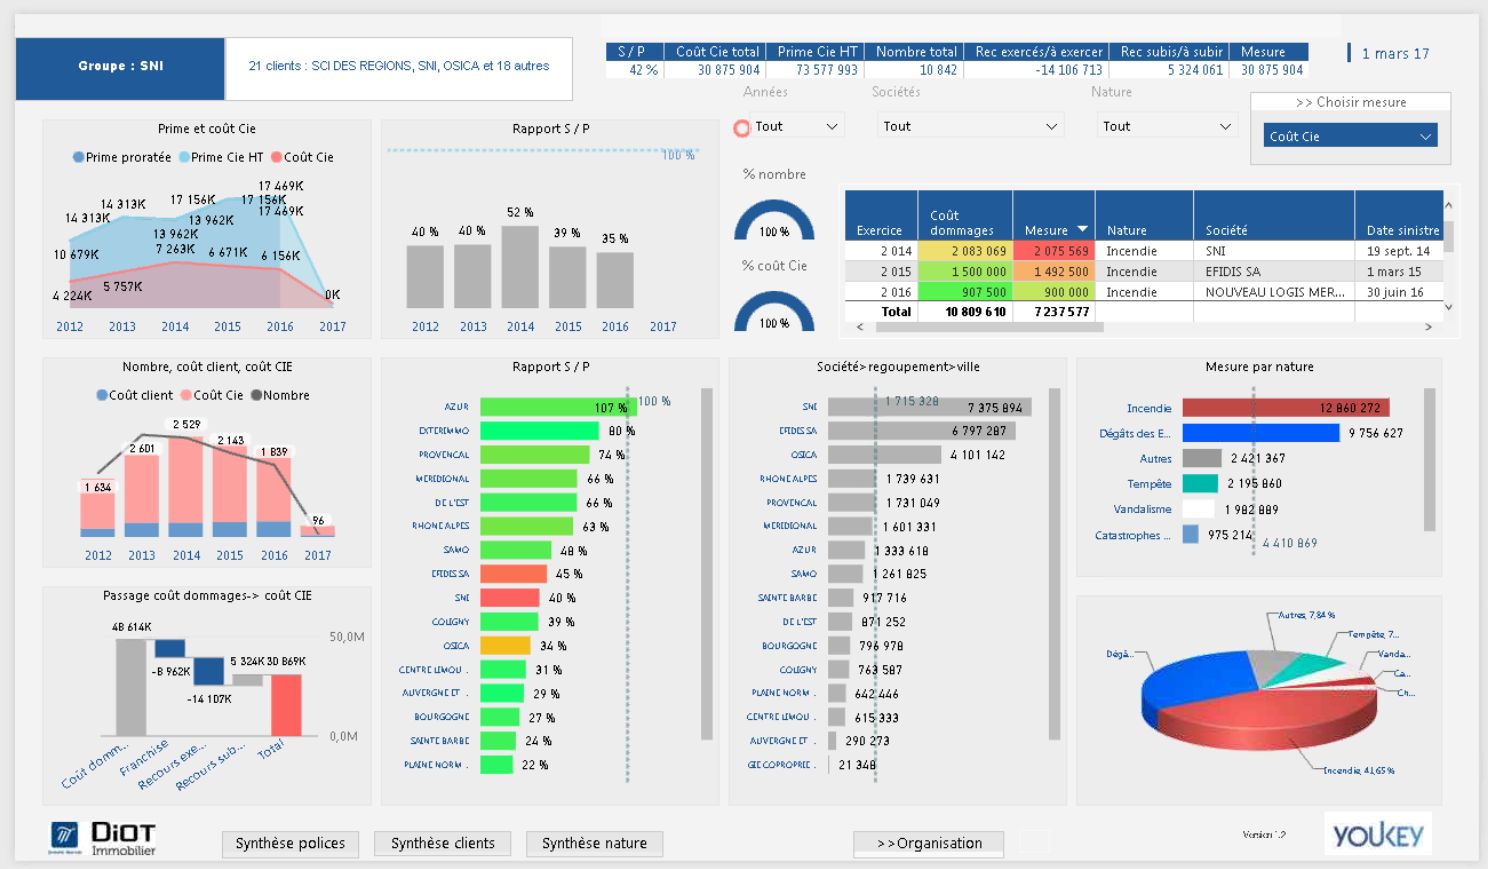 Groupe : SNI
21 clients : SCI DES REGIONS, SNI, OSICA et 18 autres
S / P Coût Cie total Prime Cie HT Nombre total Rec exercés/à exercer Rec subis/à subir Mesure
42 % 30 875 904 73 577 993 10 842 -14 106 713 5 324 061 30 875 904
1 mars 17
Années Sociétés Nature
Tout Tout Tout
>> Choisir mesure
Coût Cie
Prime et coût Cie
Prime proratée Prime Cie HT Coût Cie
17 469K
14 313K 17 156K 17 156K
14 313K 13 962K 17 469K
13 962K
10 679K 7 263K 6 671K 6 156K
4 224K 5 757K 0K
2012 2013 2014 2015 2016 2017
Rapport S / P
100 %
52 %
40 % 40 % 39 % 35 %
2012 2013 2014 2015 2016 2017
% nombre
100 %
% coût Cie
100 %
Exercice Coût dommages Mesure Nature Société Date sinistre
2 014 2 083 069 2 075 569 Incendie SNI 19 sept. 14
2 015 1 500 000 1 492 500 Incendie EFIDIS SA 1 mars 15
2 016 907 500 900 000 Incendie NOUVEAU LOGIS MER... 30 juin 16
Total 10 809 610 7 237 577
Nombre, coût client, coût CIE
Coût client Coût Cie Nombre
2 529
2 601 2 143
1 634 1 839
96
2012 2013 2014 2015 2016 2017
Passage coût dommages-> coût CIE
48 614K 50,0M
-8 962K 5 324K 30 869K
-14 107K
0,0M
Coût domm... Franchise Recours exe... Recours sub... Total
Rapport S / P
100 %
AZUR 107 %
EXTERIMMO 80 %
PROVENCAL 74 %
MERIDIONAL 66 %
DE L'EST 66 %
RHONE ALPES 63 %
SAMO 48 %
EFIDIS SA 45 %
SNI 40 %
COLIGNY 39 %
OSICA 34 %
CENTRE LIMOU... 31 %
AUVERGNE ET ... 29 %
BOURGOGNE 27 %
SAINTE BARBE 24 %
PLAINE NORM... 22 %
Société> regoupement> ville
1 715 328
SNI 7 375 894
EFIDIS SA 6 797 287
OSICA 4 101 142
RHONE ALPES 1 739 631
PROVENCAL 1 731 049
MERIDIONAL 1 601 331
AZUR 1 333 618
SAMO 1 261 825
SAINTE BARBE 917 716
DE L'EST 871 252
BOURGOGNE 796 978
COLIGNY 763 587
PLAINE NORM... 642 446
CENTRE LIMOU... 615 333
AUVERGNE ET ... 290 273
GIE COPROPRIE... 21 348
Mesure par nature
Incendie 12 860 272
Dégâts des E... 9 756 627
Autres 2 421 367
Tempête 2 195 860
Vandalisme 1 982 889
Catastrophes ... 975 214
4 410 869
Autres, 7,84 %
Tempête, 7...
Dégâ... Vanda...
Ca...
Ch...
Incendie, 41,65 %
DiOT
Immobilier
Synthèse polices
Synthèse clients
Synthèse nature
>>Organisation
Version 1.2
YOUKEY